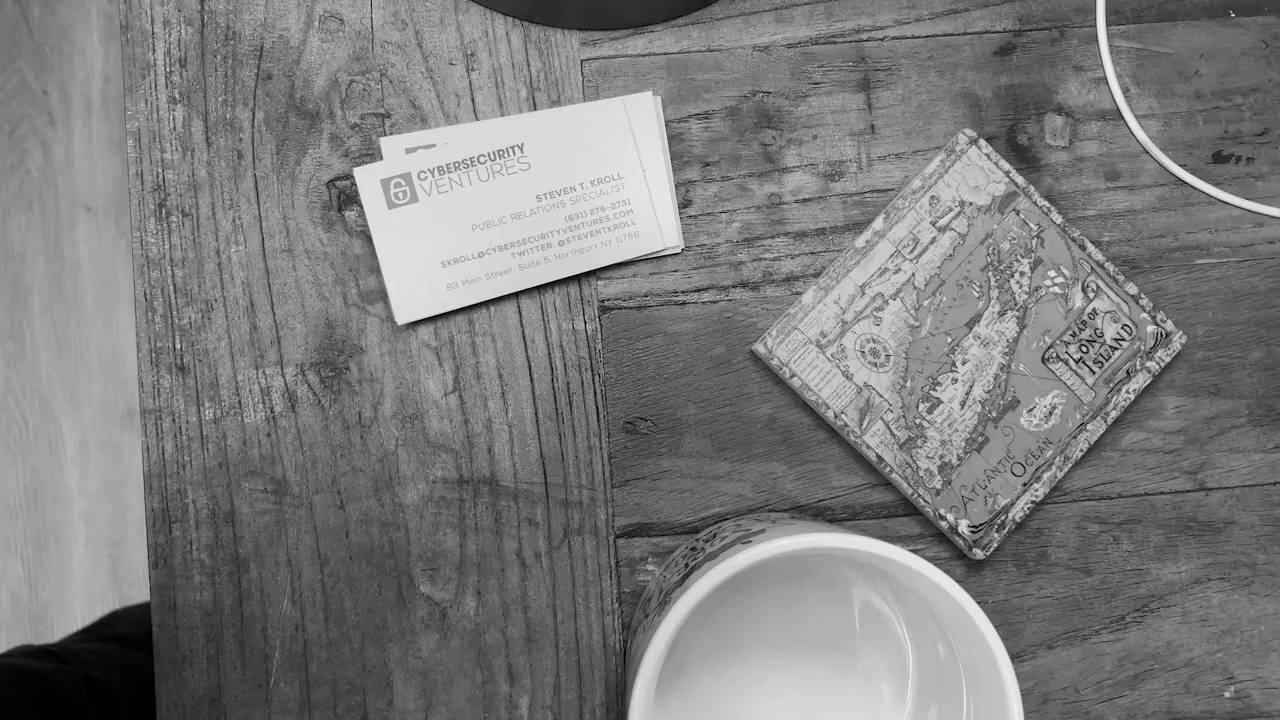 CYBERSECURITY
VENTURES
STEVEN T. KROLL
PUBLIC RELATIONS SPECIALIST
(631) 276-2731
SKROLL@CYBERSECURITYVENTURES.COM
TWITTER: @STEVENTKROLL
83 Main Street, Suite 5, Northport NY 11768
A MAP OF
LONG
ISLAND
ATLANTIC
OCEAN